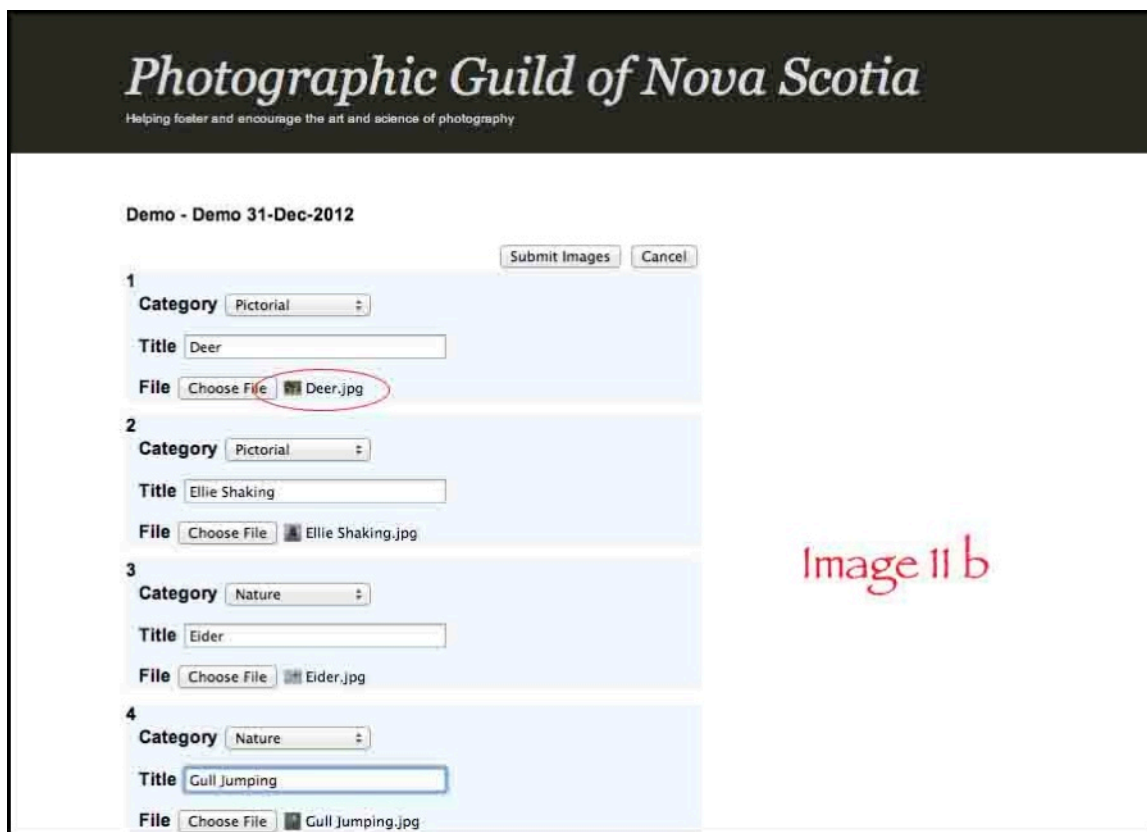 Photographic Guild of Nova Scotia
Helping foster and encourage the art and science of photography
Demo - Demo 31-Dec-2012
Submit Images Cancel
1
Category Pictorial
Title Deer
File Choose File Deer.jpg
2
Category Pictorial
Title Ellie Shaking
File Choose File Ellie Shaking.jpg
Image 11 b
3
Category Nature
Title Eider
File Choose File Eider.jpg
4
Category Nature
Title Gull Jumping
File Choose File Gull Jumping.jpg